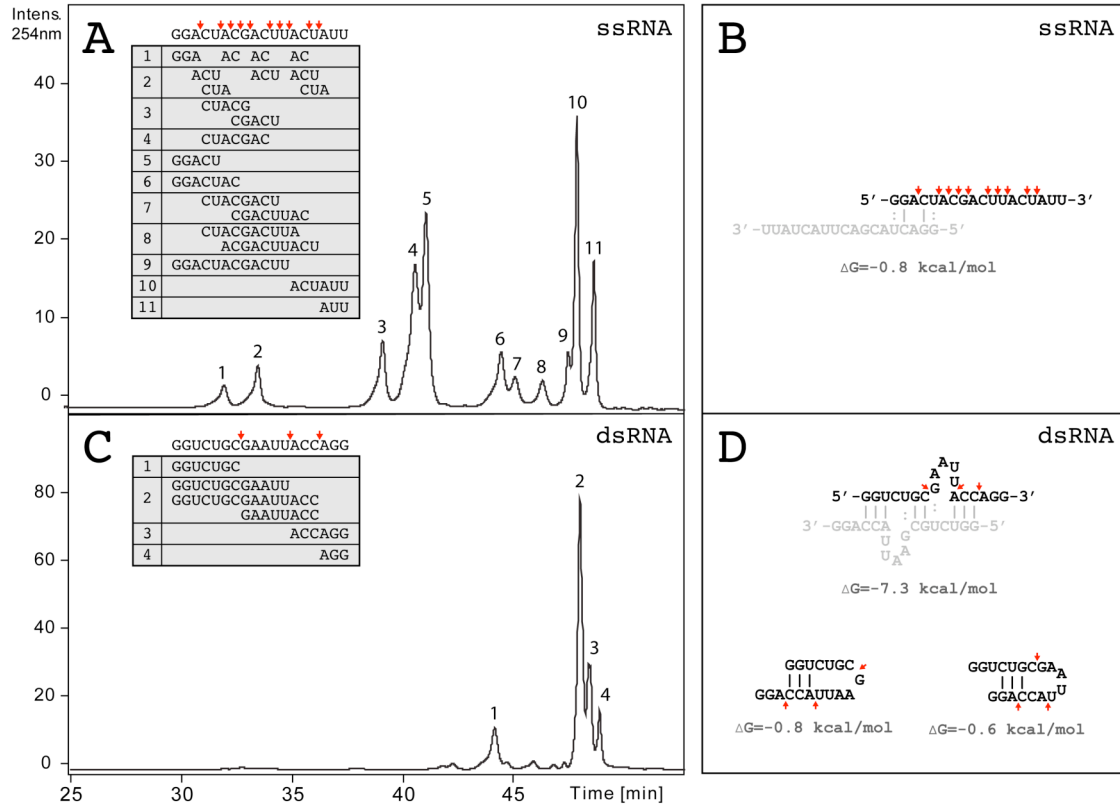 Intens.
254nm
A
ssRNA
GGACUACGACUUACUAUU
1 GGA AC AC AC
2 ACU ACU ACU
CUA CUA
3 CUACG
CGACU
4 CUACGAC
5 GGACU
6 GGACUAC
7 CUACGACU
CGACUUAC
8 CUACGACUUA
ACGACUUACU
9 GGACUACGACUU
10 ACUAUU
11 AUU
40
30
20
10
0
1
2
3
4
5
6
7
8
9
10
11
B
ssRNA
5'-GGACUACGACUUACUAUU-3'
:| |:
3'-UUAUCAUUCAGCAUCAGG-5'
ΔG=-0.8 kcal/mol
C
dsRNA
GGUCUGCGAAUUACCAGG
1 GGUCUGC
2 GGUCUGCGAAUU
GGUCUGCGAAUUACC
GAAUUACC
3 ACCAGG
4 AGG
80
60
40
20
0
1
2
3
4
25 30 35 40 45 Time [min]
D
dsRNA
A A
A U
G U
5'-GGUCUGC ACCAGG-3'
3'-GGACCA CGUCUGG-5'
U G
U A
A
ΔG=-7.3 kcal/mol
GGUCUGC
G
GGACCAUUAA
ΔG=-0.8 kcal/mol
GGUCUGCGA
A
U
GGACCAU
ΔG=-0.6 kcal/mol